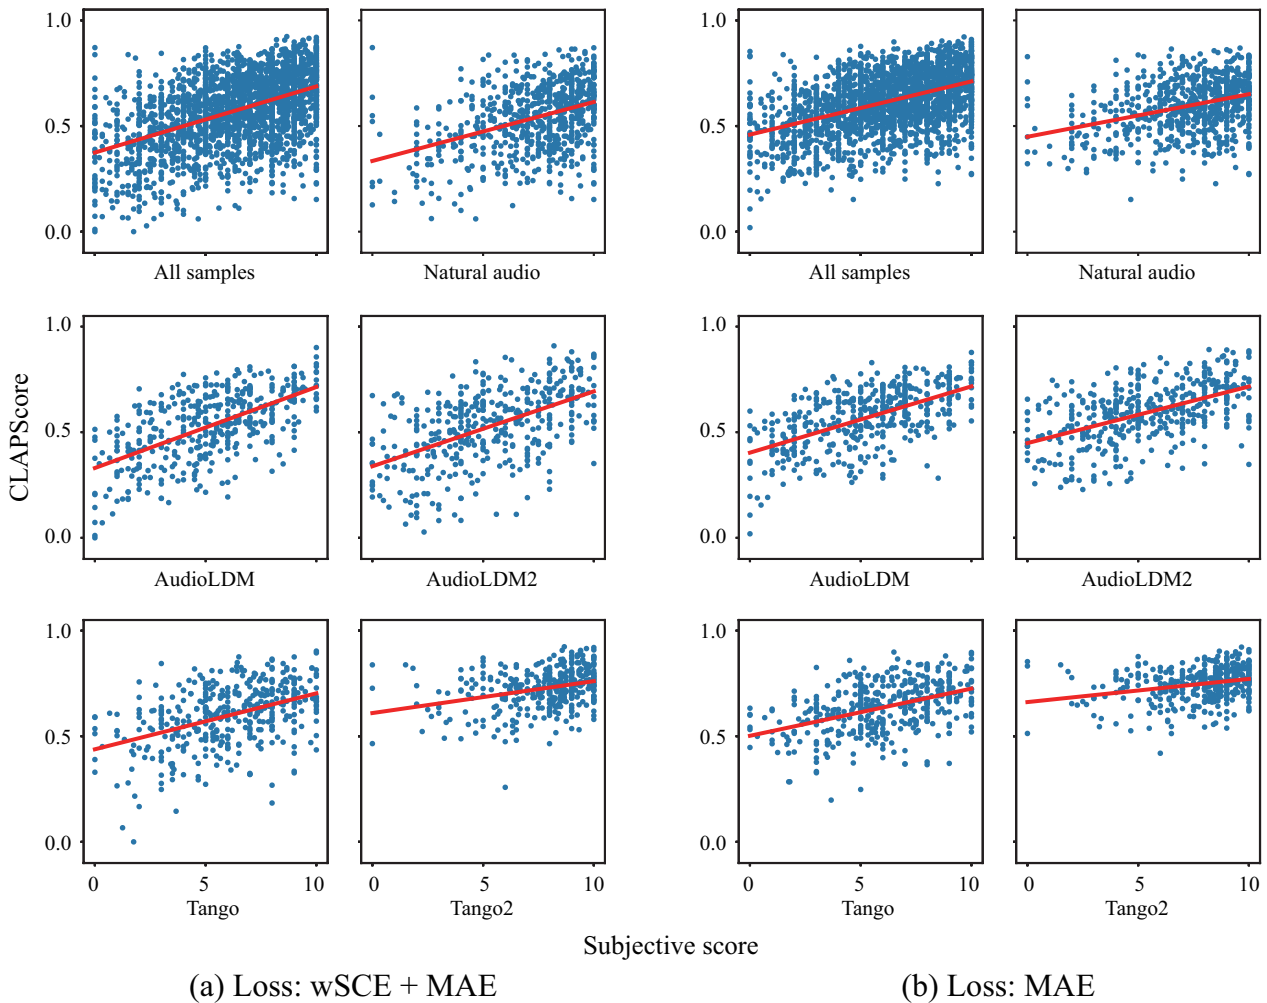 1.0
0.5
0.0
All samples
Natural audio
1.0
0.5
0.0
All samples
Natural audio
CLAPScore
1.0
0.5
0.0
AudioLDM
AudioLDM2
1.0
0.5
0.0
AudioLDM
AudioLDM2
1.0
0.5
0.0
0 5 10
Tango
0 5 10
Tango2
1.0
0.5
0.0
0 5 10
Tango
0 5 10
Tango2
Subjective score
(a) Loss: wSCE + MAE
(b) Loss: MAE